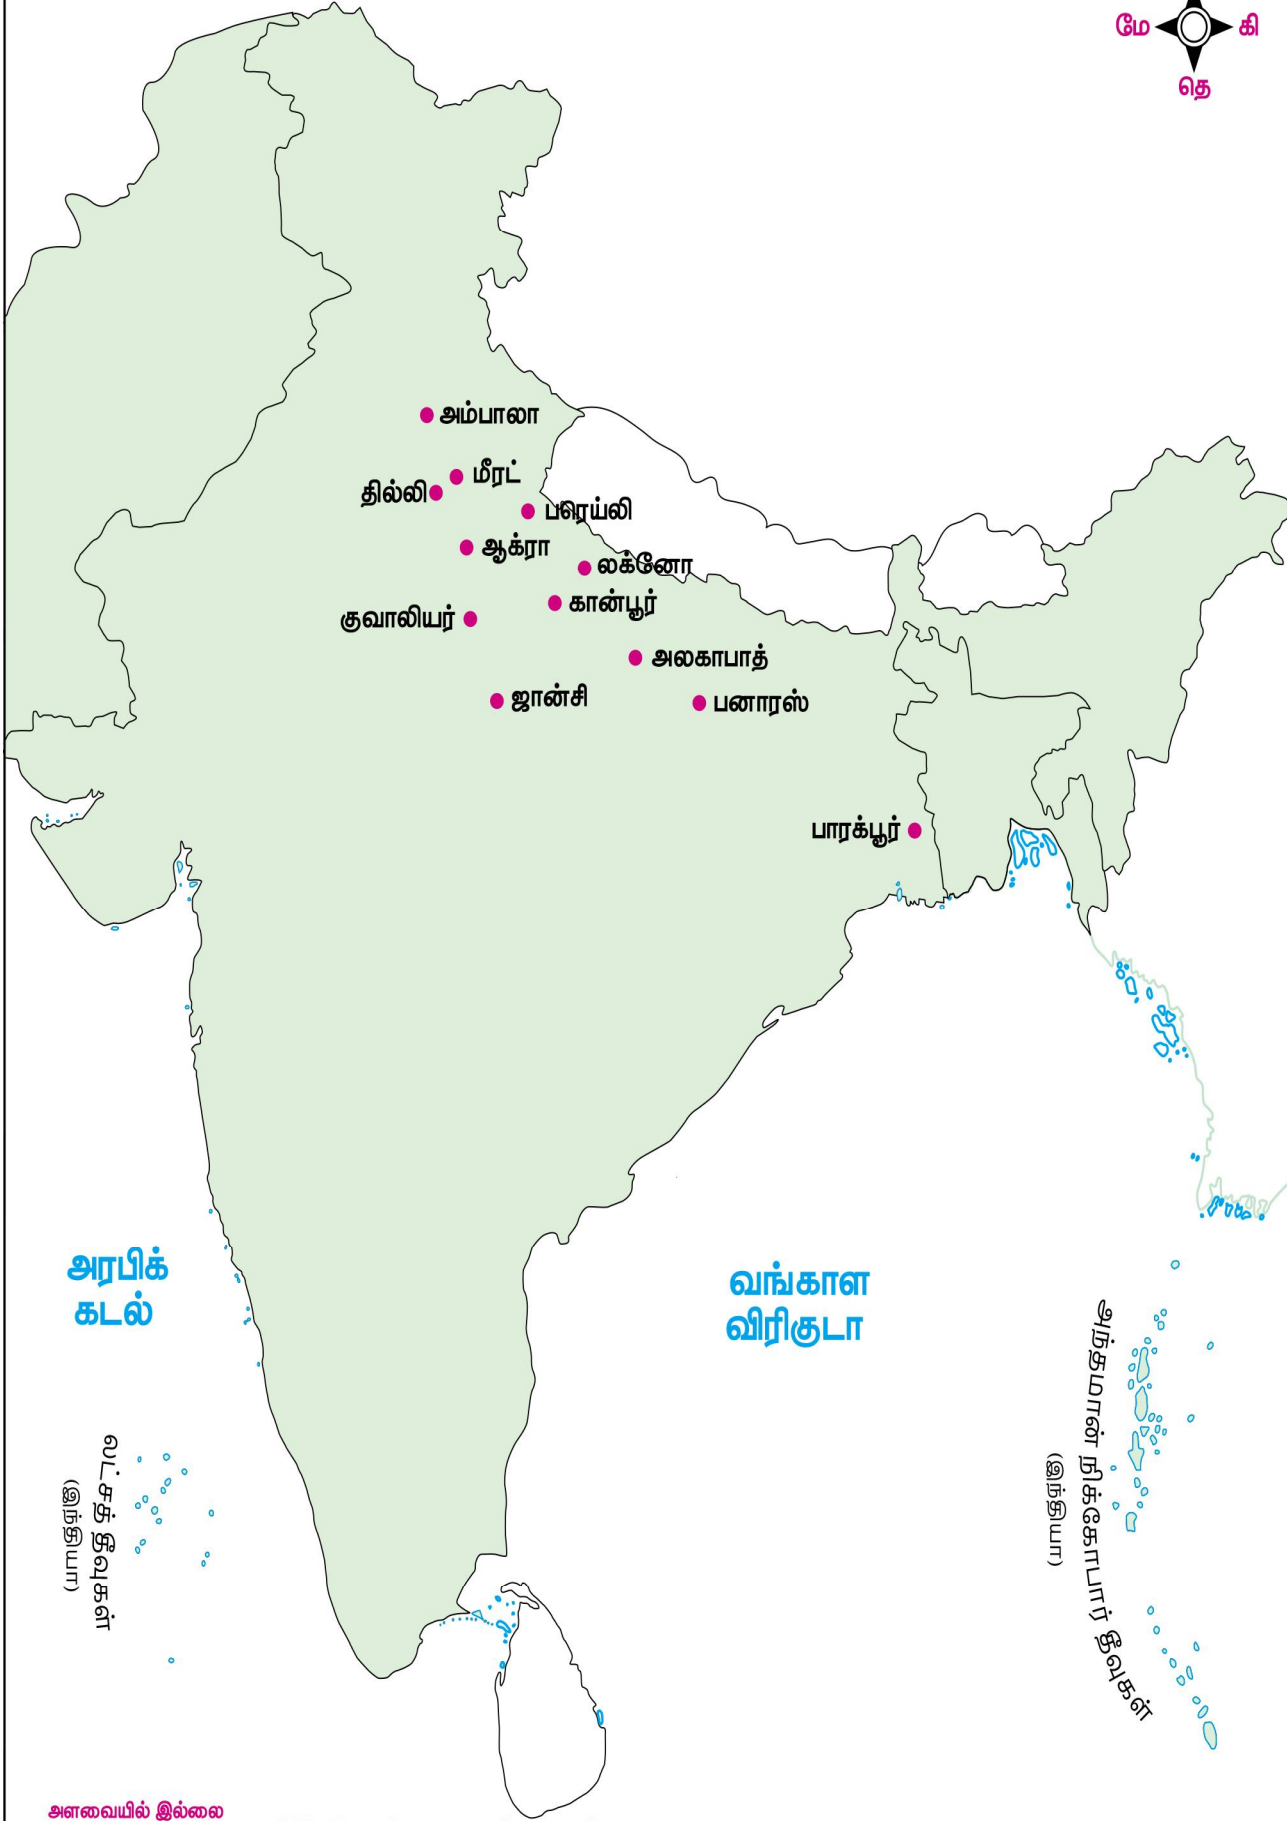 மே
கி
தெ
அம்பாலா
மீரட்
தில்லி
பரெய்லி
ஆக்ரா
லக்னோ
கான்பூர்
குவாலியர்
அலகாபாத்
ஜான்சி
பனாரஸ்
பாரக்பூர்
அரபிக்
கடல்
வங்காள
விரிகுடா
லட்சத் தீவுகள்
(இந்தியா)
அந்தமான் நிக்கோபார் தீவுகள்
(இந்தியா)
அளவையில் இல்லை